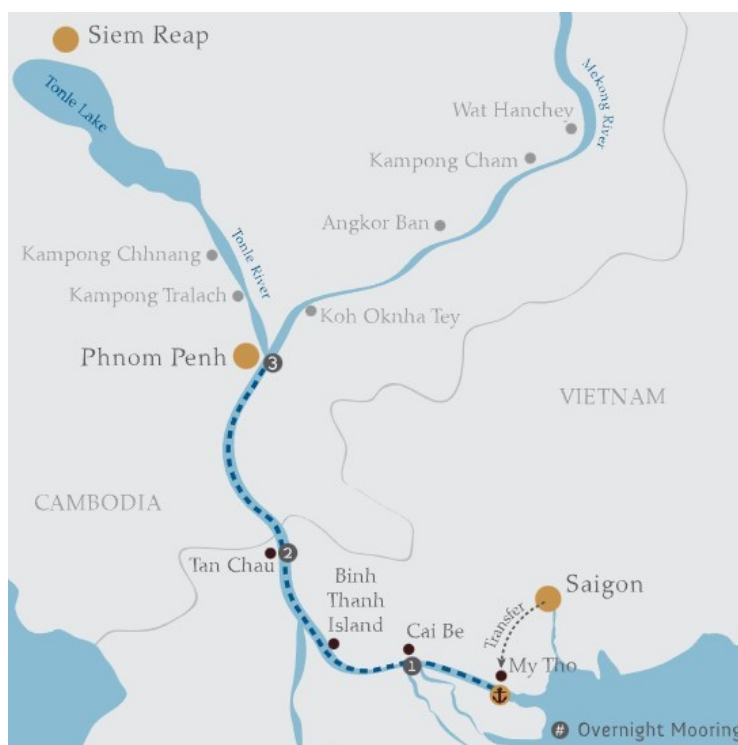 Siem Reap
Tonle Lake
Mekong River
Wat Hanchey
Kampong Cham
Angkor Ban
Kampong Chhnang
Tonle River
Kampong Tralach
Koh Oknha Tey
Phnom Penh
3
VIETNAM
CAMBODIA
Tan Chau
2
Binh
Thanh
Island
Saigon
Transfer
Cai Be
1
My Tho
# Overnight Mooring